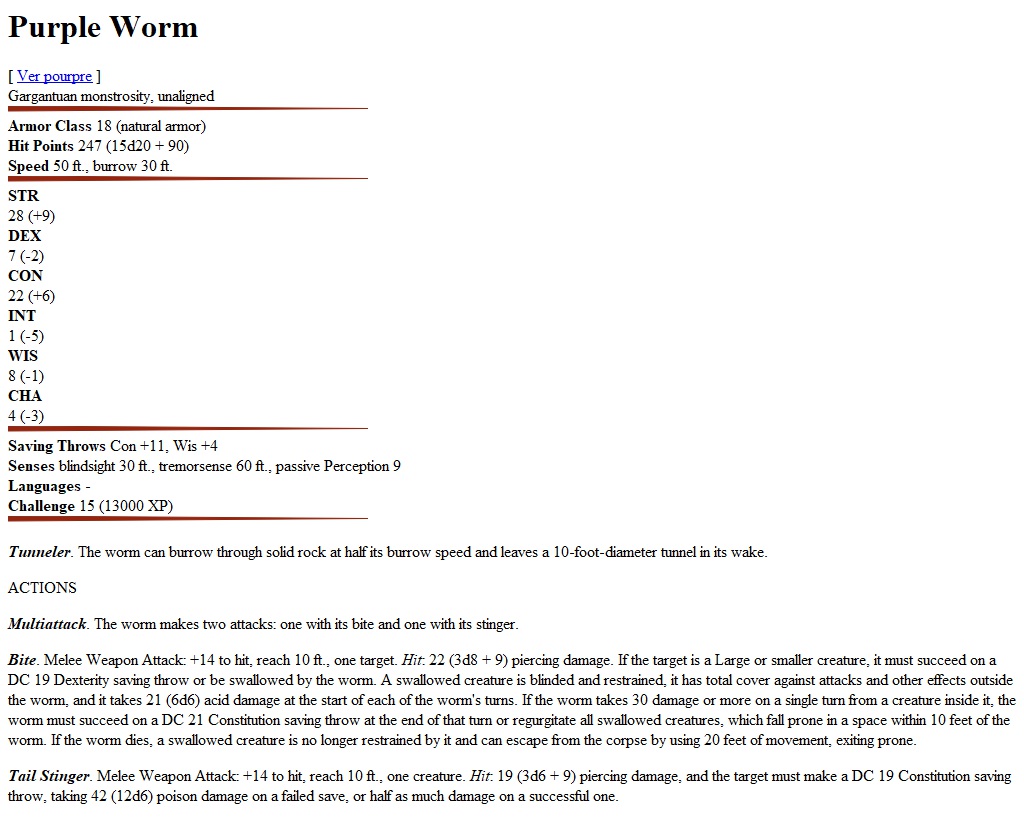 Purple Worm
[ Ver pourpre ]
Gargantuan monstrosity, unaligned
Armor Class 18 (natural armor)
Hit Points 247 (15d20 + 90)
Speed 50 ft., burrow 30 ft.
STR
28 (+9)
DEX
7 (-2)
CON
22 (+6)
INT
1 (-5)
WIS
8 (-1)
CHA
4 (-3)
Saving Throws Con +11, Wis +4
Senses blindsight 30 ft., tremorsense 60 ft., passive Perception 9
Languages -
Challenge 15 (13000 XP)
Tunneler. The worm can burrow through solid rock at half its burrow speed and leaves a 10-foot-diameter tunnel in its wake.
ACTIONS
Multiattack. The worm makes two attacks: one with its bite and one with its stinger.
Bite. Melee Weapon Attack: +14 to hit, reach 10 ft., one target. Hit: 22 (3d8 + 9) piercing damage. If the target is a Large or smaller creature, it must succeed on a
DC 19 Dexterity saving throw or be swallowed by the worm. A swallowed creature is blinded and restrained, it has total cover against attacks and other effects outside
the worm, and it takes 21 (6d6) acid damage at the start of each of the worm's turns. If the worm takes 30 damage or more on a single turn from a creature inside it, the
worm must succeed on a DC 21 Constitution saving throw at the end of that turn or regurgitate all swallowed creatures, which fall prone in a space within 10 feet of the
worm. If the worm dies, a swallowed creature is no longer restrained by it and can escape from the corpse by using 20 feet of movement, exiting prone.
Tail Stinger. Melee Weapon Attack: +14 to hit, reach 10 ft., one creature. Hit: 19 (3d6 + 9) piercing damage, and the target must make a DC 19 Constitution saving
throw, taking 42 (12d6) poison damage on a failed save, or half as much damage on a successful one.